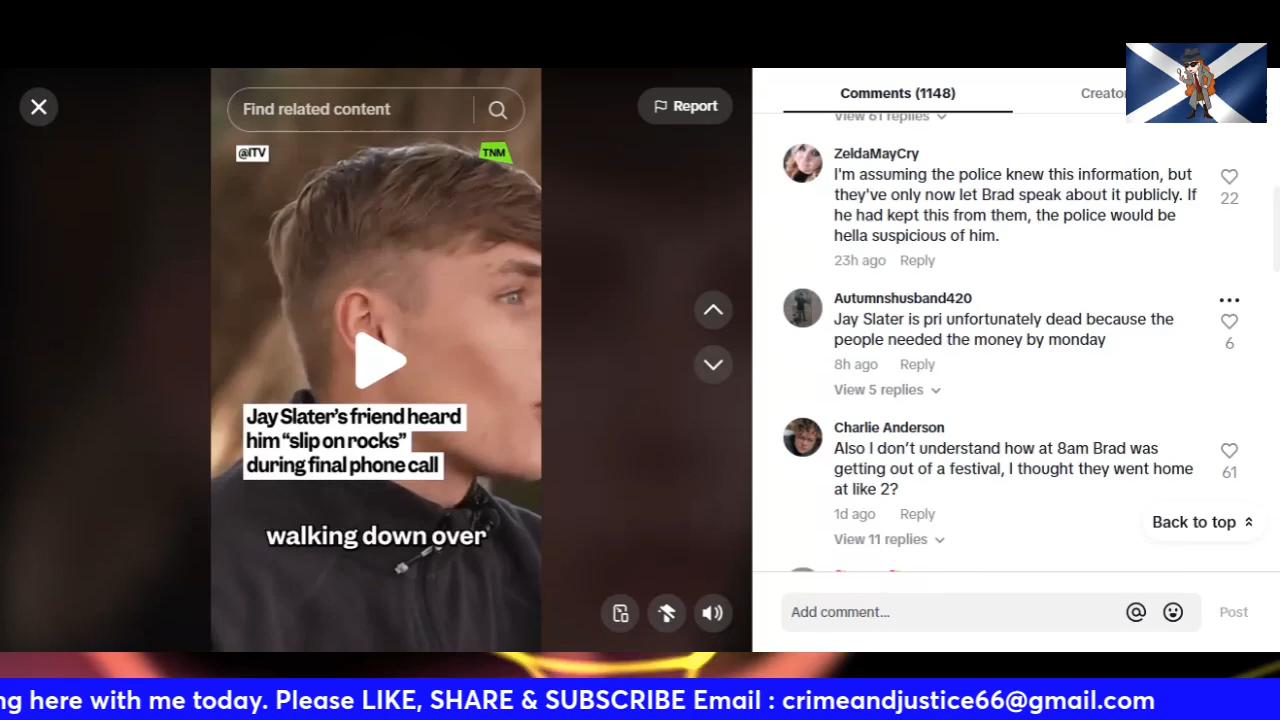 Find related content
Report
@ITV
TNM
Jay Slater's friend heard
him "slip on rocks"
during final phone call
walking down over
Comments (1148)
Creator
View 61 replies
ZeldaMayCry
I'm assuming the police knew this information, but
they've only now let Brad speak about it publicly. If
he had kept this from them, the police would be
hella suspicious of him.
22
23h ago Reply
Autumnshusband420
Jay Slater is pri unfortunately dead because the
people needed the money by monday
6
8h ago Reply
View 5 replies
Charlie Anderson
Also I don't understand how at 8am Brad was
getting out of a festival, I thought they went home
at like 2?
61
1d ago Reply
View 11 replies
Back to top
Add comment...
Post
ng here with me today. Please LIKE, SHARE & SUBSCRIBE Email : crimeandjustice66@gmail.com